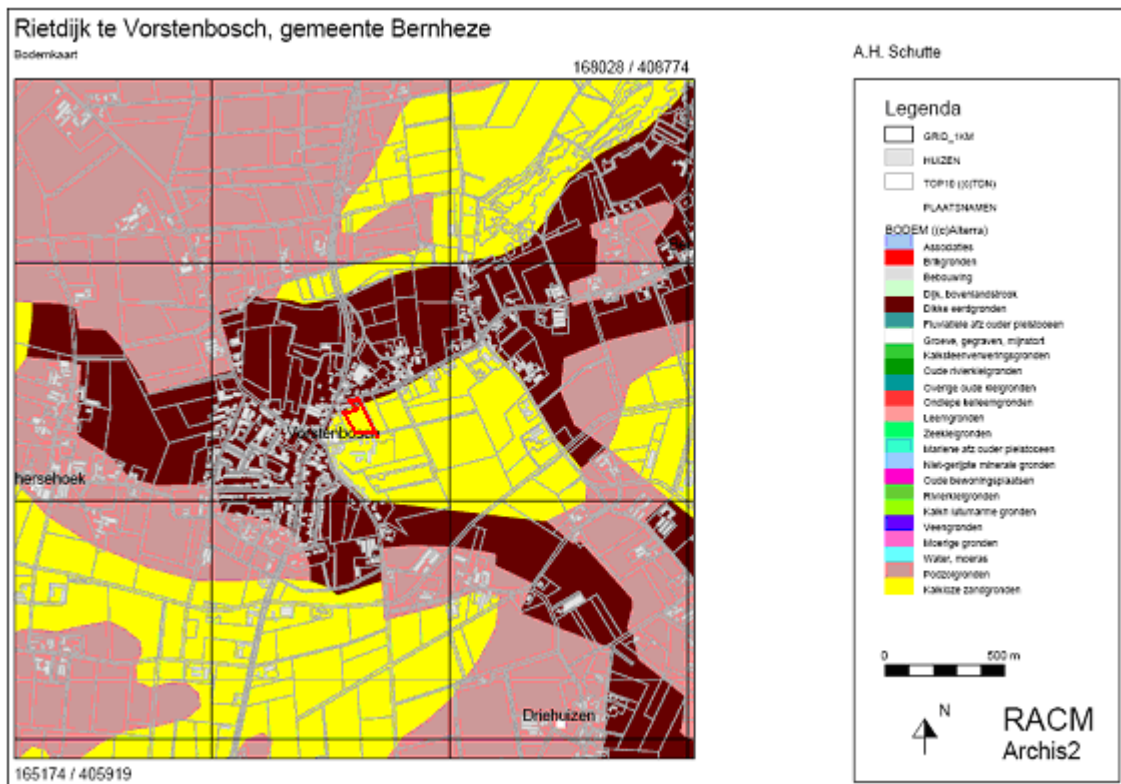 Rietdijk te Vorstenbosch, gemeente Bernheze
Bodemkaart
168028 / 408774
A.H. Schutte
Vorstenbosch
hersehoek
Driehuizen
165174 / 405919
Legenda
GRID_1KM
HUIZEN
TOP10 ((c)TDN)
PLAATSNAMEN
BODEM ((c)Alterra)
Associaties
Brikgronden
Bebouwing
Dijk, bovenlandstrook
Dikke eerdgronden
Fluviatiele afz ouder pleistoceen
Groeve, gegraven, mijnstort
Kalksteenverweringsgronden
Oude rivierkleigronden
Overige oude kleigronden
Ondiepe keileemgronden
Leemgronden
Zeekleigronden
Mariene afz ouder pleistoceen
Niet-gerijpte minerale gronden
Oude bewoningsplaatsen
Rivierkleigronden
Kalkh lutumarme gronden
Veengronden
Moerige gronden
Water, moeras
Podzolgronden
Kalkloze zandgronden
0 500 m
N
RACM
Archis2